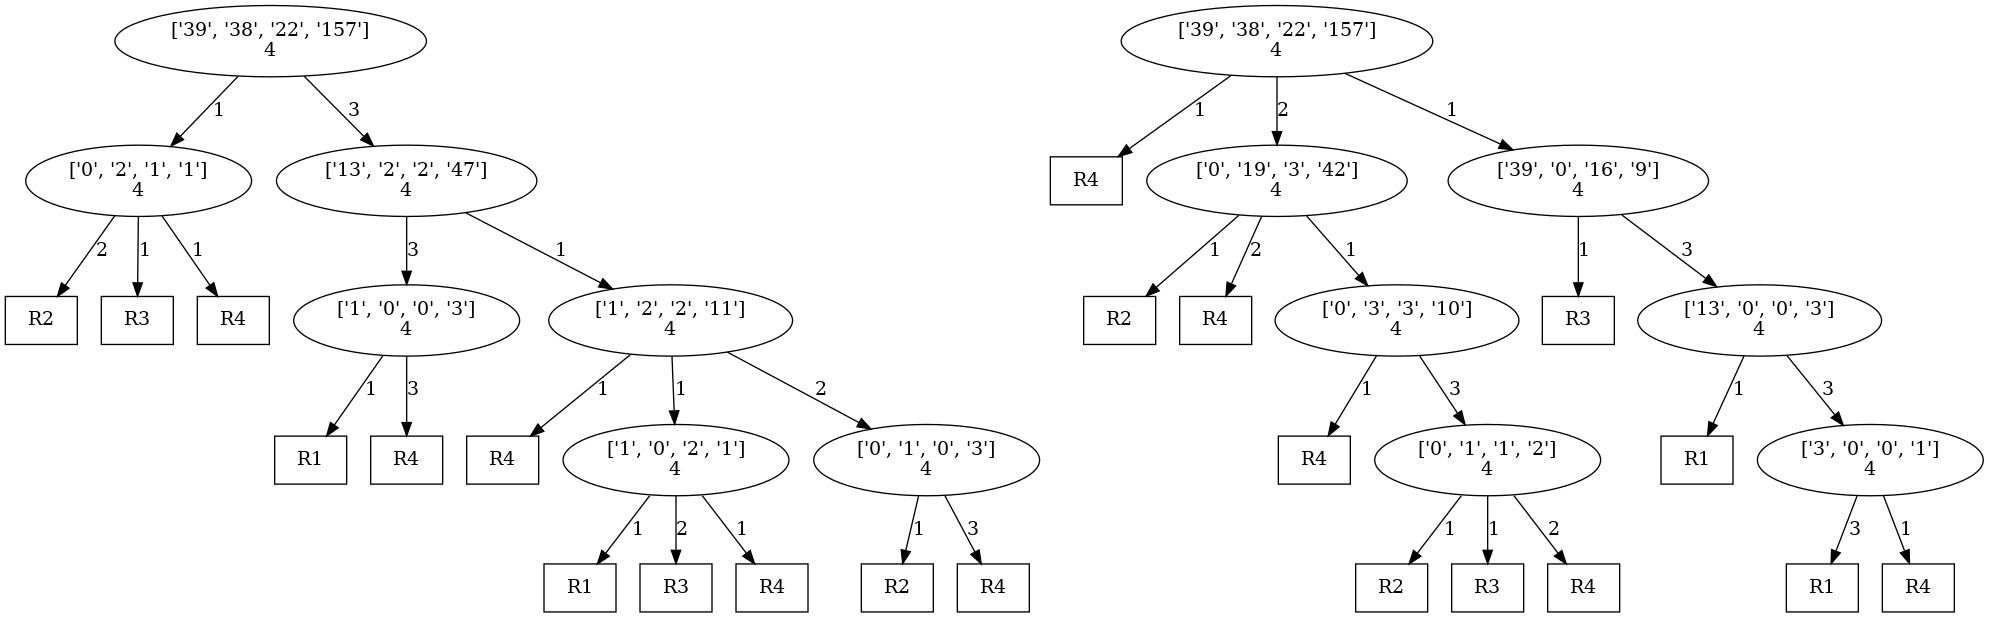 ['39', '38', '22', '157']
4
['39', '38', '22', '157']
4
1
3
1
2
1
['0', '2', '1', '1']
4
['13', '2', '2', '47']
4
R4
['0', '19', '3', '42']
4
['39', '0', '16', '9']
4
2
1
1
3
1
1
2
1
1
3
R2
R3
R4
['1', '0', '0', '3']
4
['1', '2', '2', '11']
4
R2
R4
['0', '3', '3', '10']
4
R3
['13', '0', '0', '3']
4
1
3
1
1
2
1
3
1
3
R1
R4
R4
['1', '0', '2', '1']
4
['0', '1', '0', '3']
4
R4
['0', '1', '1', '2']
4
R1
['3', '0', '0', '1']
4
1
2
1
1
3
1
1
2
3
1
R1
R3
R4
R2
R4
R2
R3
R4
R1
R4